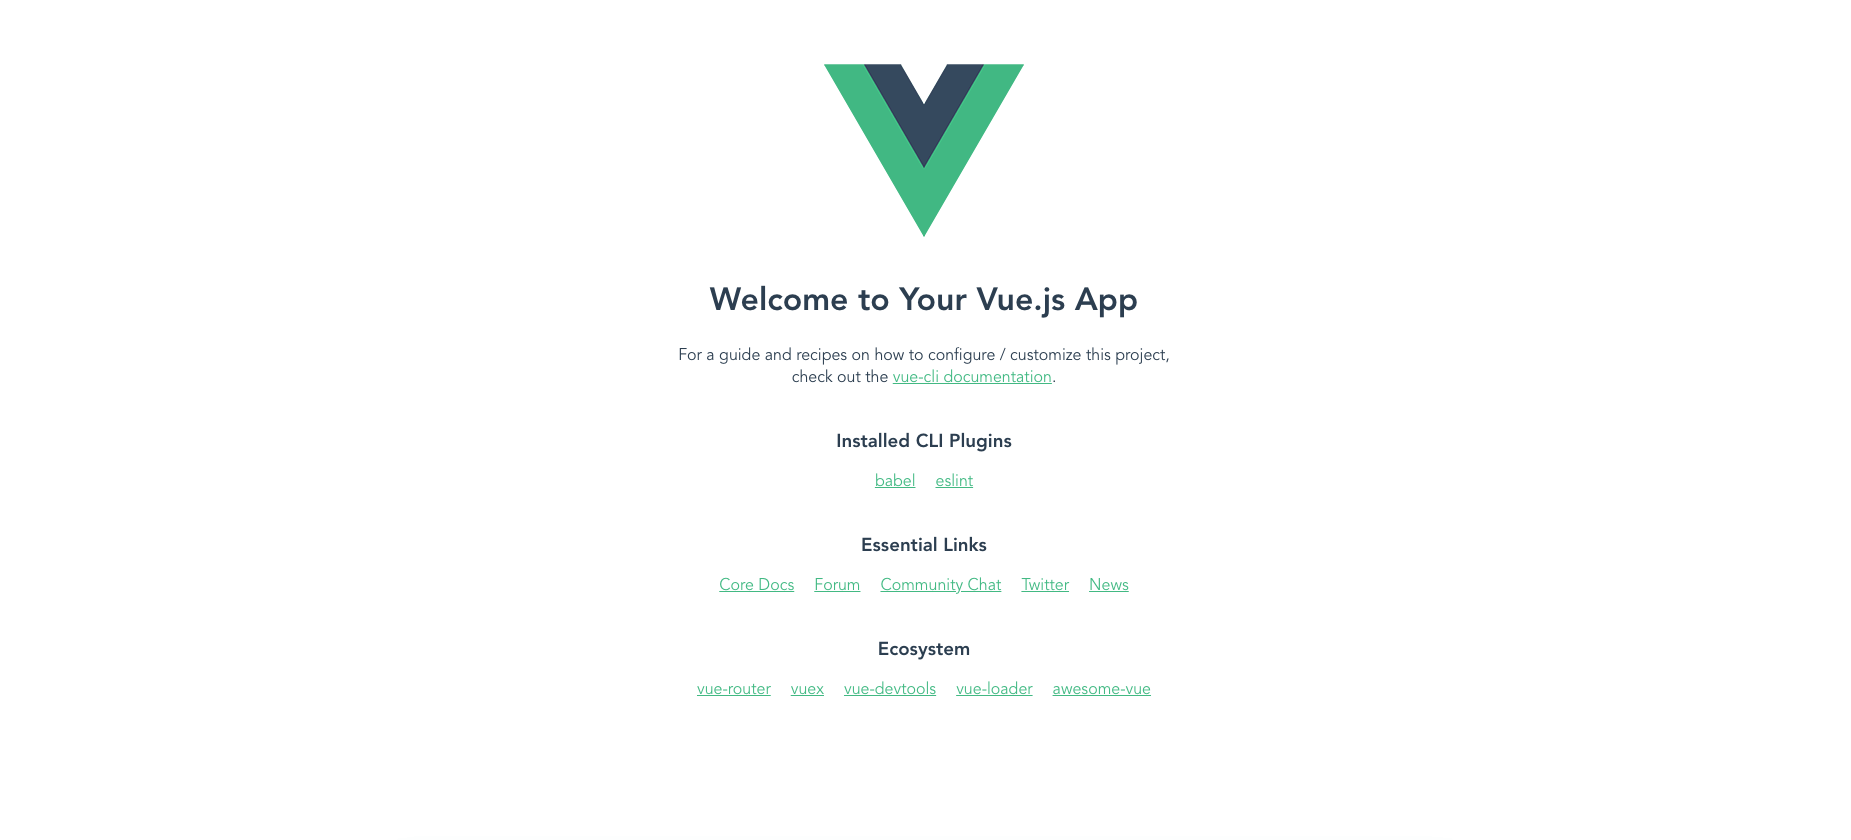 Welcome to Your Vue.js App
For a guide and recipes on how to configure / customize this project,
check out the vue-cli documentation.
Installed CLI Plugins
babel eslint
Essential Links
Core Docs Forum Community Chat Twitter News
Ecosystem
vue-router vuex vue-devtools vue-loader awesome-vue